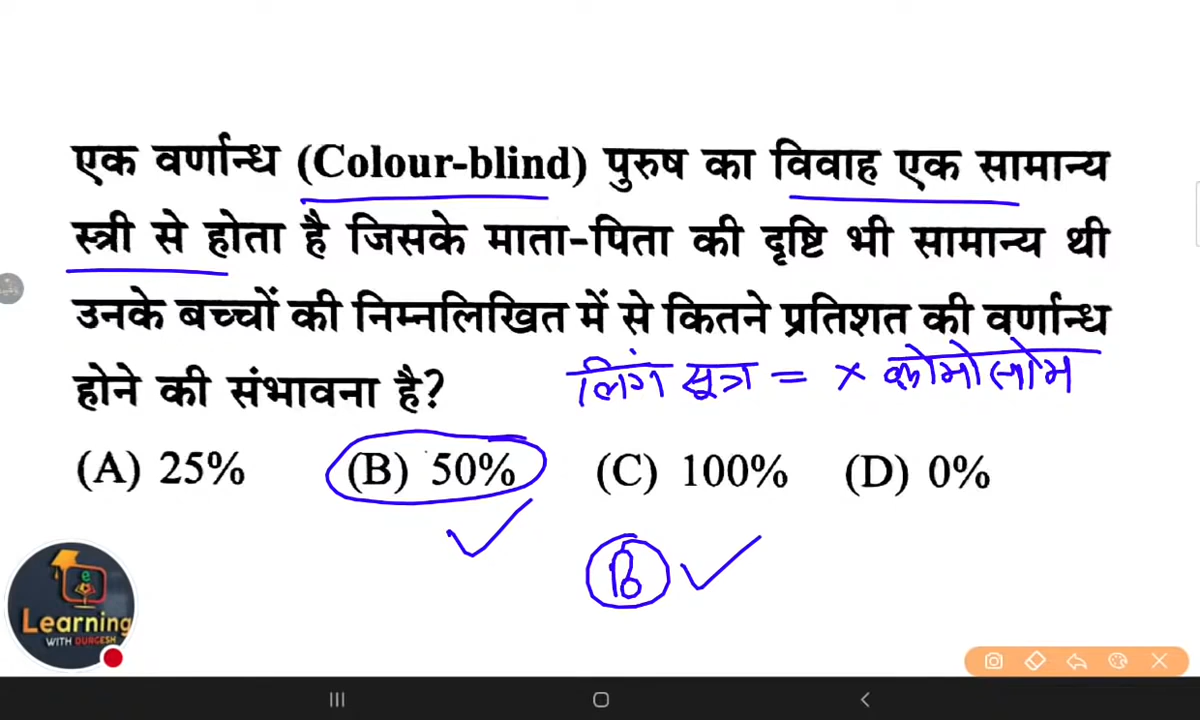 एक वर्णान्ध (Colour-blind) पुरुष का विवाह एक सामान्य
स्त्री से होता है जिसके माता-पिता की दृष्टि भी सामान्य थी
उनके बच्चों की निम्नलिखित में से कितने प्रतिशत की वर्णान्ध
होने की संभावना है?
लिंग सूत्र = x क्रोमोसोम
(A) 25% (B) 50% (C) 100% (D) 0%
B
e
Learning
WITH DURGESH